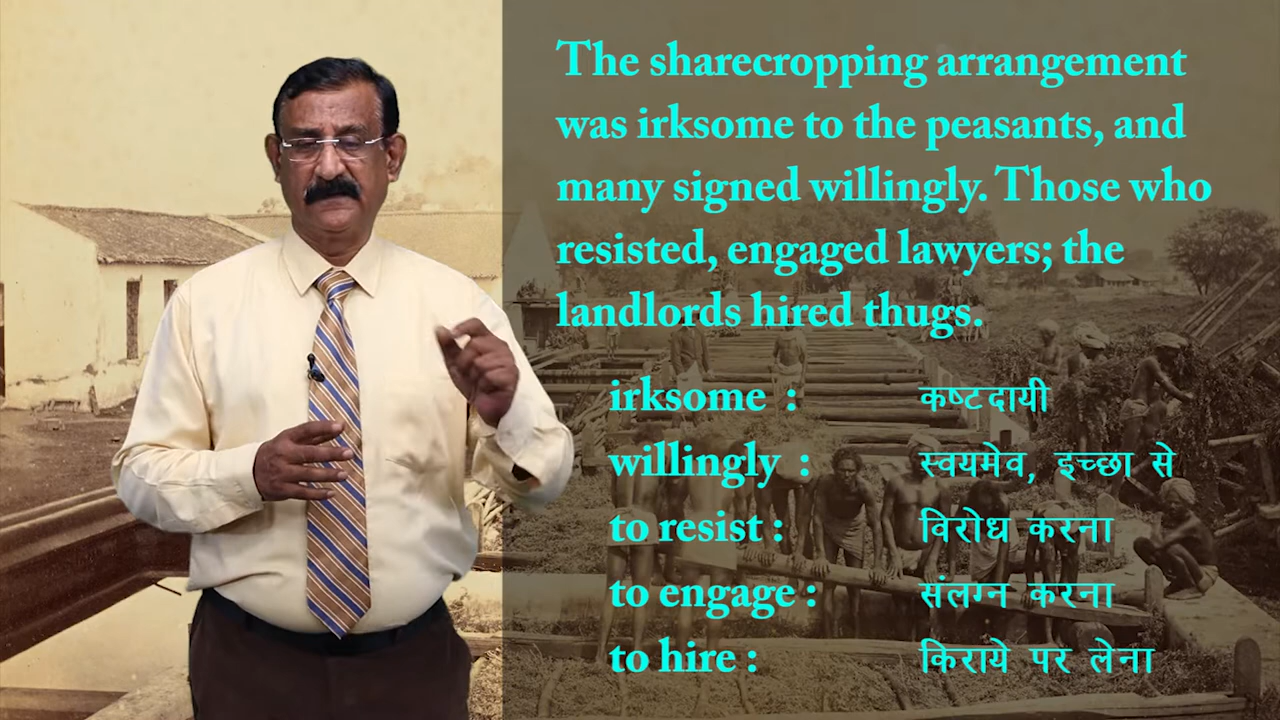 The sharecropping arrangement
was irksome to the peasants, and
many signed willingly. Those who
resisted, engaged lawyers; the
landlords hired thugs.
irksome : कष्टदायी
willingly : स्वयमेव, इच्छा से
to resist : विरोध करना
to engage : संलग्न करना
to hire : किराये पर लेना